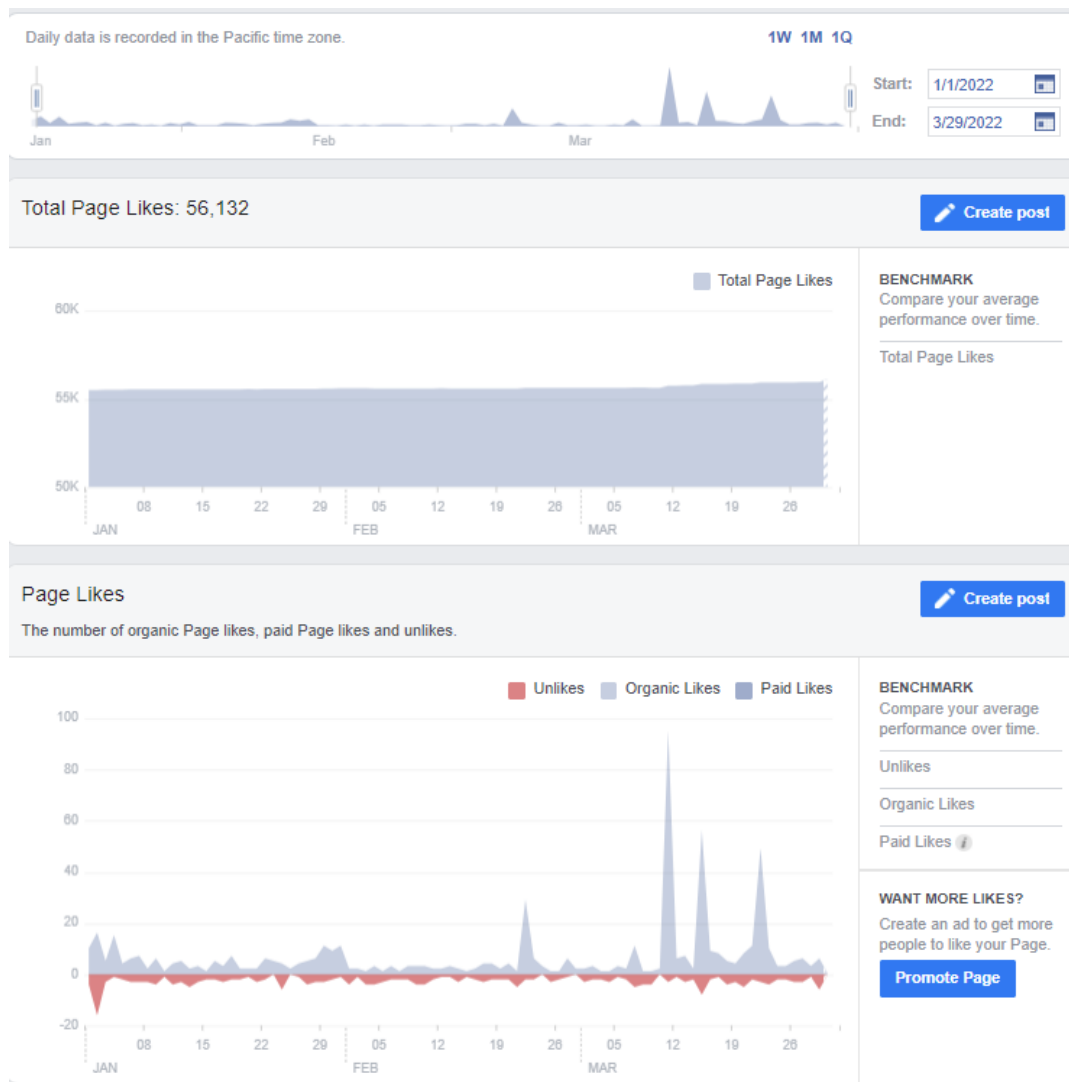 Daily data is recorded in the Pacific time zone.
1W 1M 1Q
Start: 1/1/2022
End: 3/29/2022
Jan Feb Mar
Total Page Likes: 56,132
Create post
Total Page Likes
BENCHMARK
Compare your average
performance over time.
Total Page Likes
60K
55K
50K
08 15 22 29 05 12 19 26 05 12 19 26
JAN FEB MAR
Page Likes
Create post
The number of organic Page likes, paid Page likes and unlikes.
Unlikes Organic Likes Paid Likes
BENCHMARK
Compare your average
performance over time.
Unlikes
Organic Likes
Paid Likes i
100
80
60
40
20
0
-20
08 15 22 29 05 12 19 26 05 12 19 26
JAN FEB MAR
WANT MORE LIKES?
Create an ad to get more
people to like your Page.
Promote Page